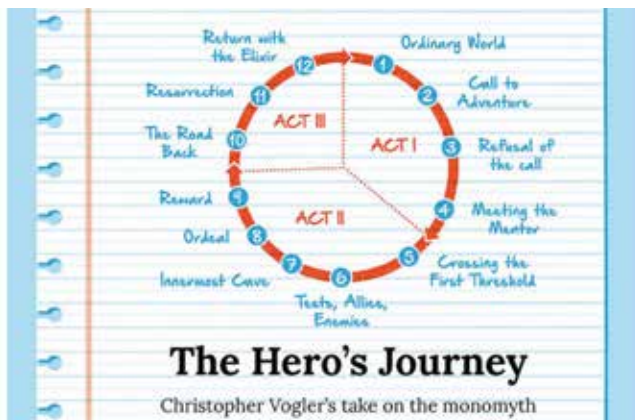 Return with
the Elixir
12
Ordinary World
1
Call to
Adventure
2
Resurrection
11
ACT III
ACT I
The Road
Back
10
3
Refusal of
the call
Reward
9
ACT II
4
Meeting the
Mentor
Ordeal
8
5
Crossing the
First Threshold
Innermost Cave
7
6
Tests, Allies,
Enemies
The Hero's Journey
Christopher Vogler's take on the monomyth